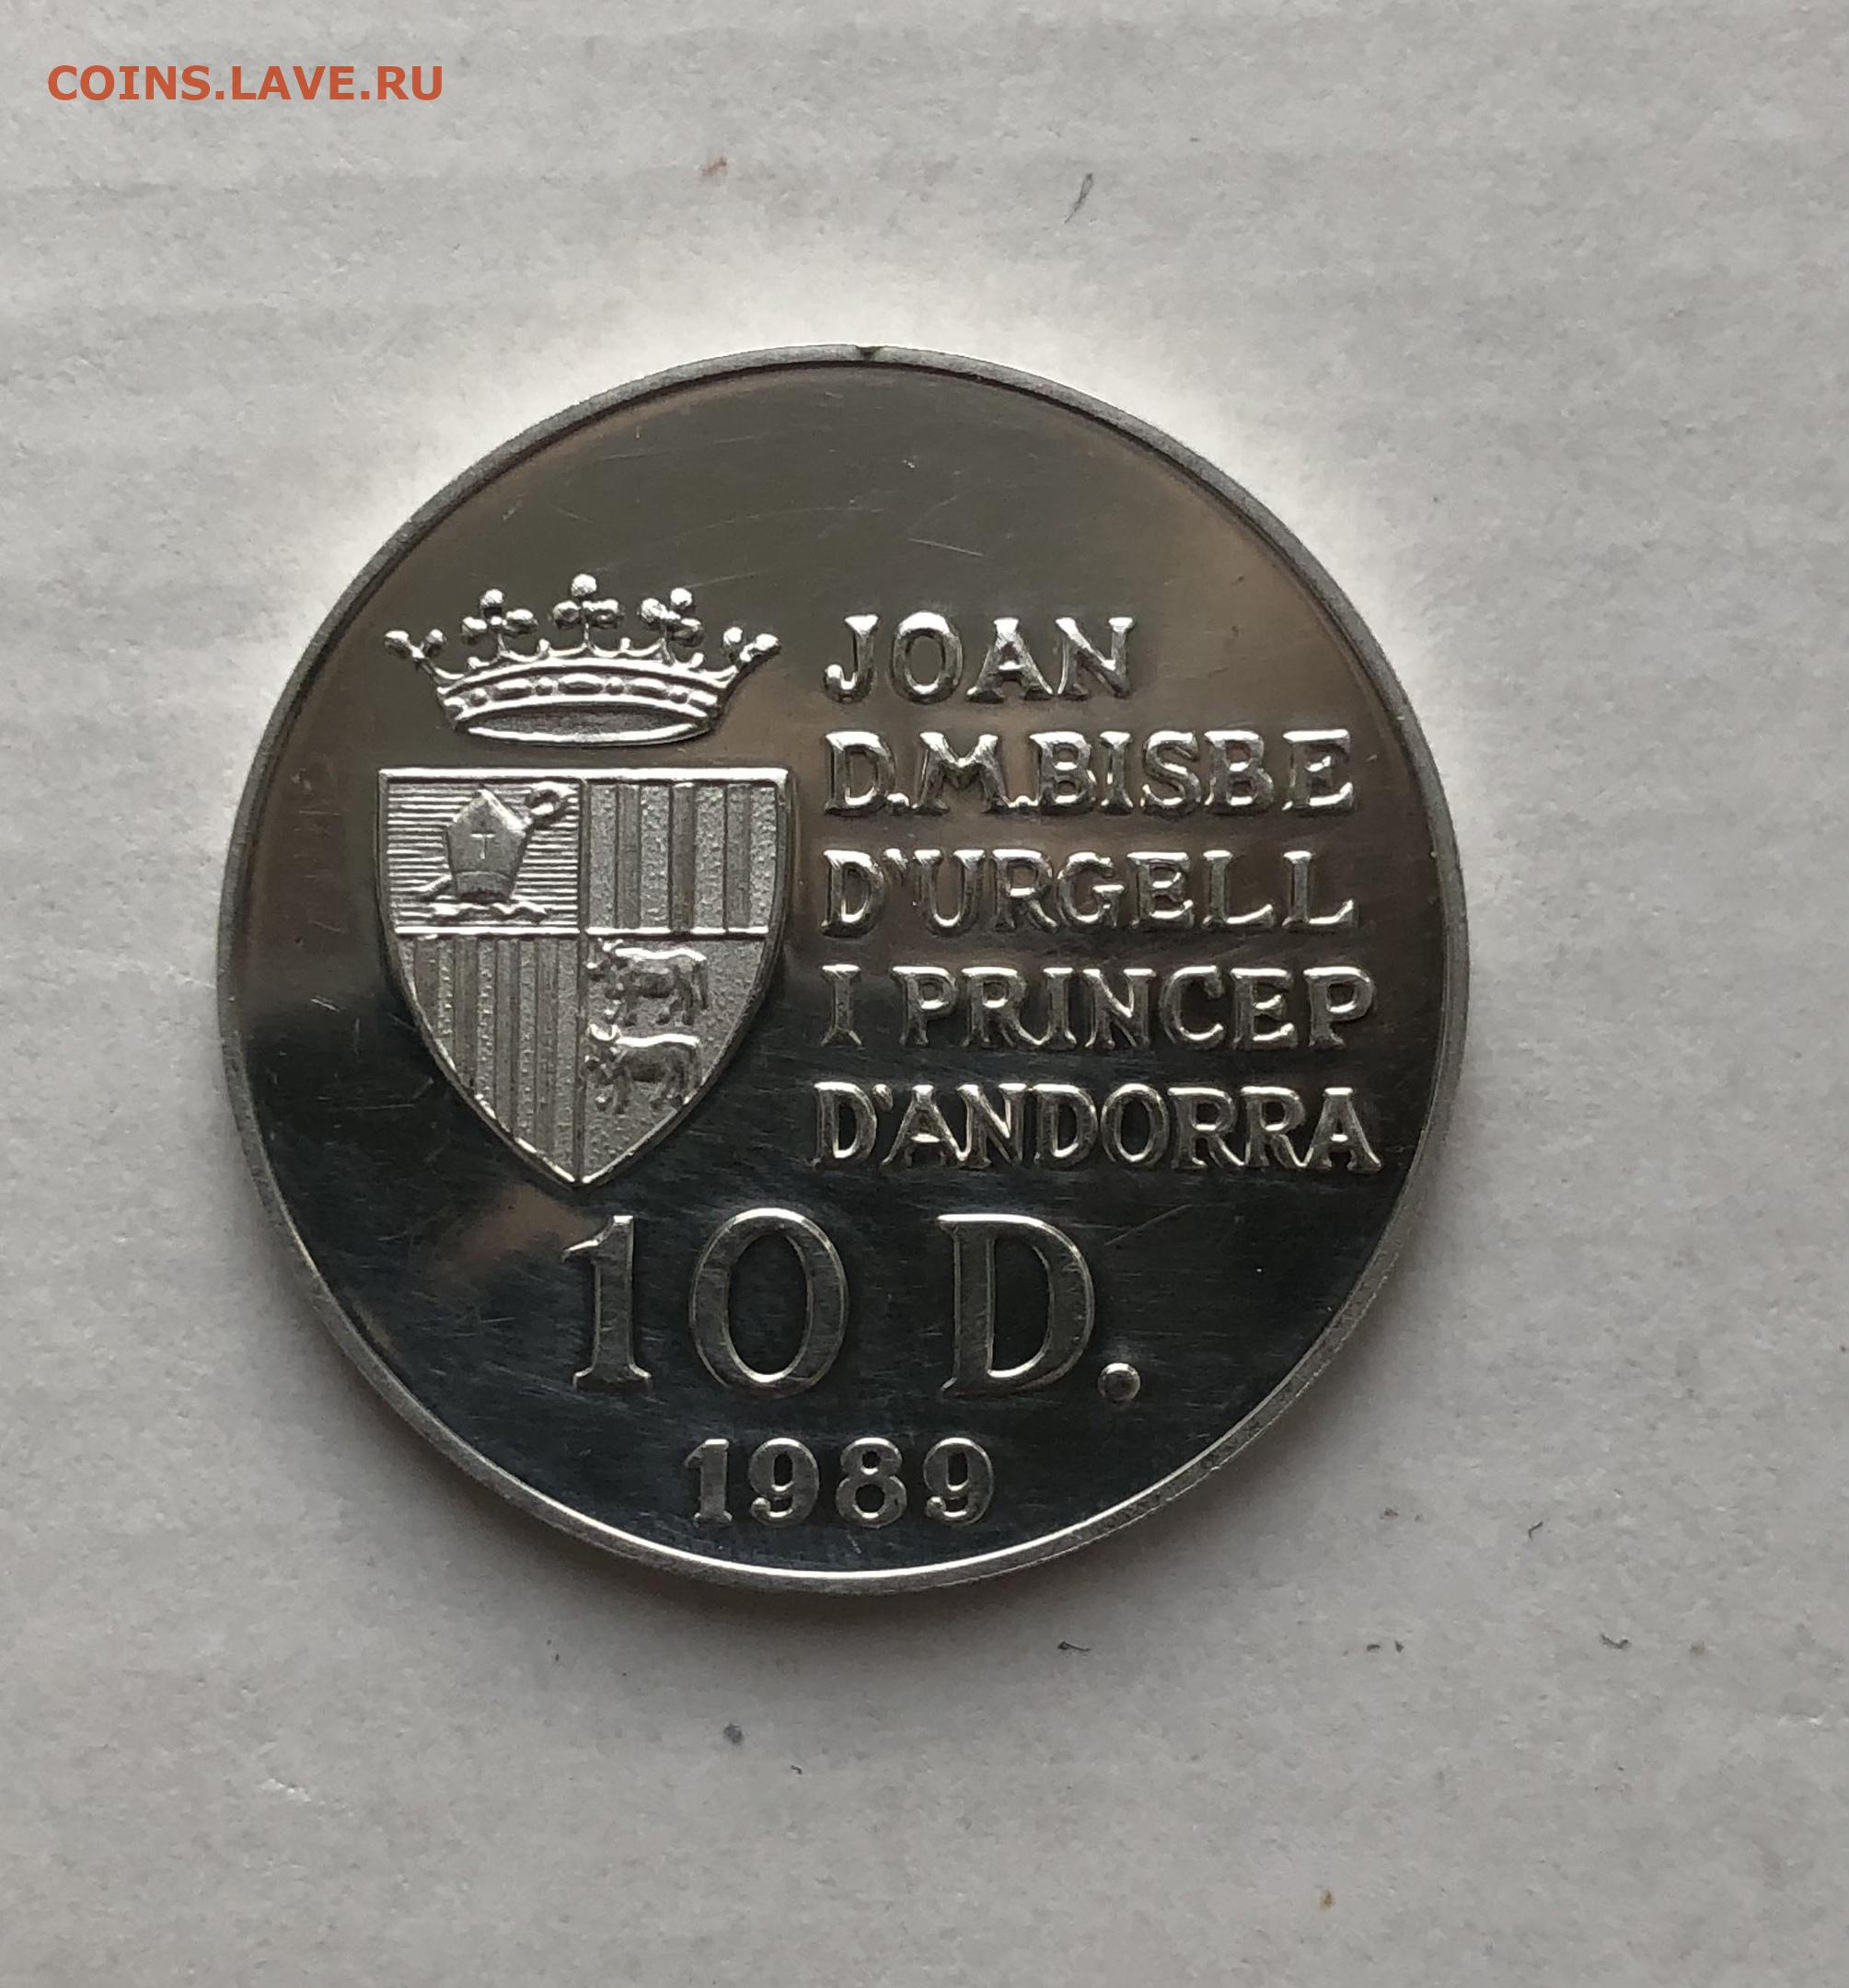 COINS.LAVE.RU
JOAN
D.M.BISBE
D'URGELL
I PRINCEP
D'ANDORRA
10 D.
1989